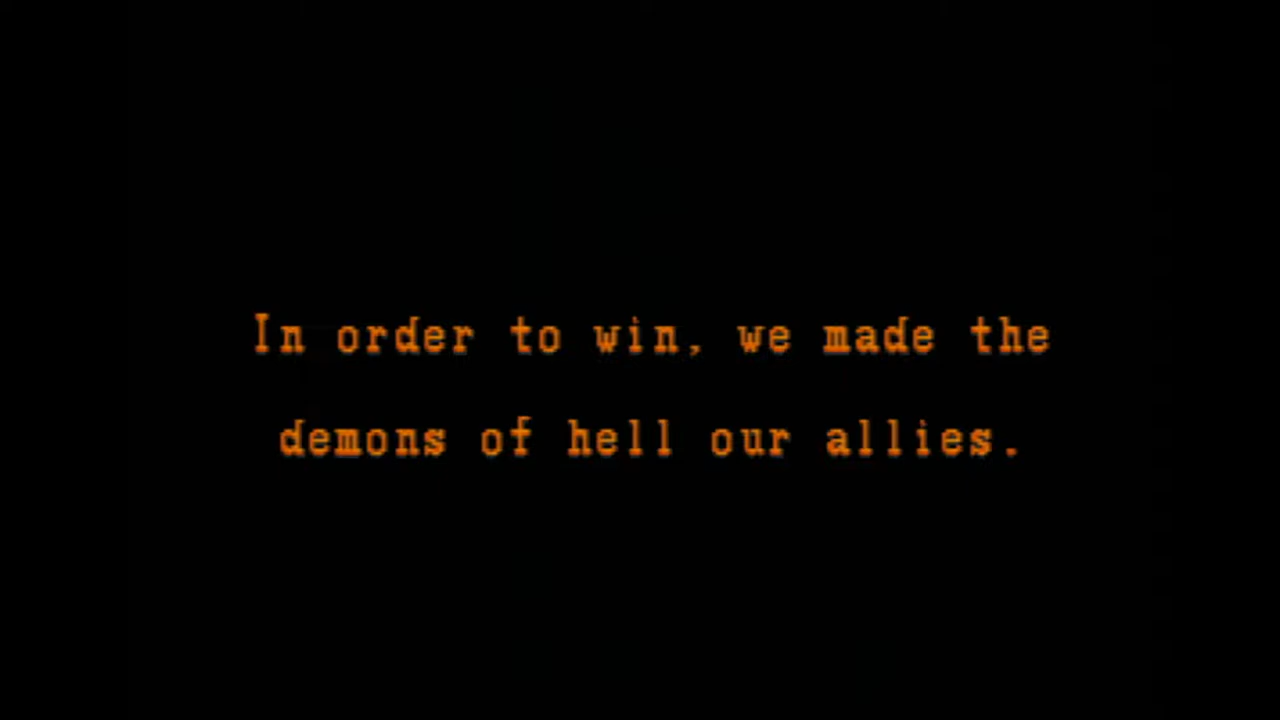 In order to win, we made the
demons of hell our allies.